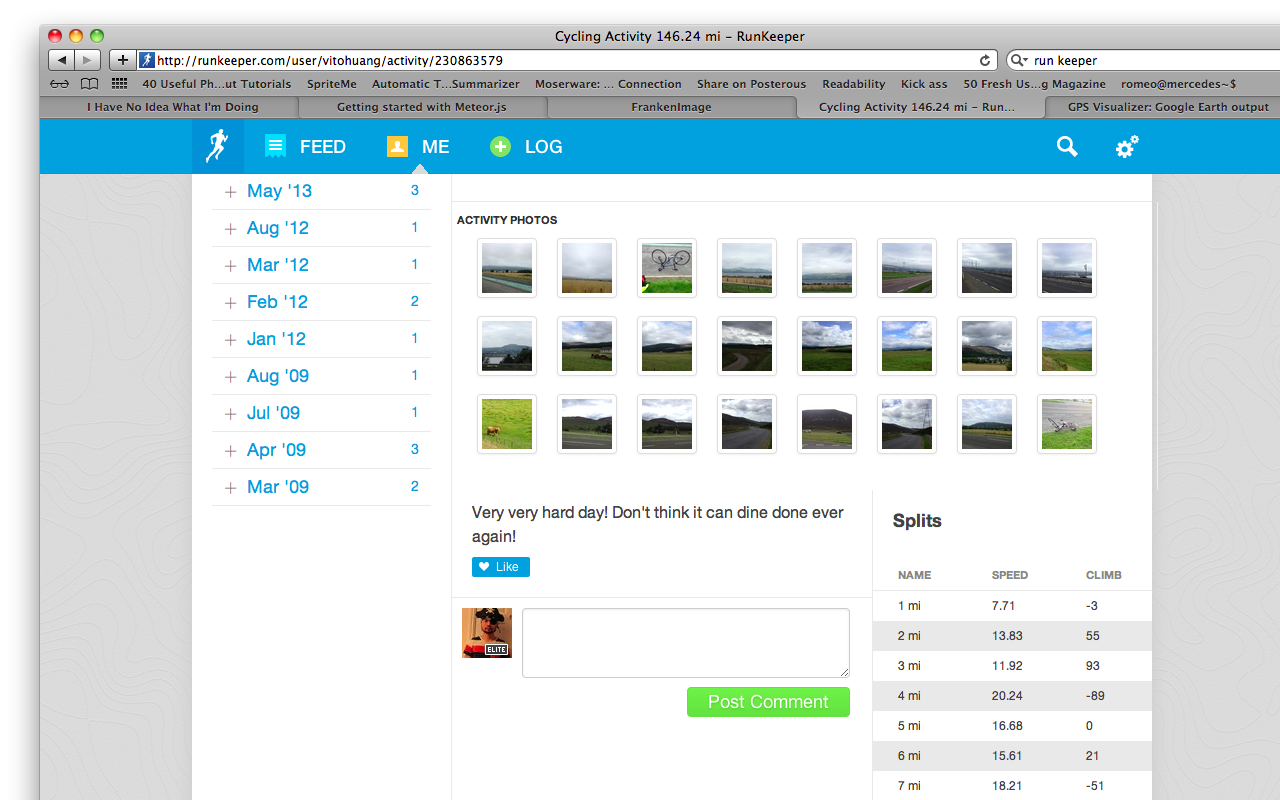 Cycling Activity 146.24 mi – RunKeeper
http://runkeeper.com/user/vitohuang/activity/230863579
run keeper
40 Useful Ph...ut Tutorials
SpriteMe
Automatic T...Summarizer
Moserware: ... Connection
Share on Posterous
Readability
Kick ass
50 Fresh Us...g Magazine
romeo@mercedes~$
I Have No Idea What I'm Doing
Getting started with Meteor.js
FrankenImage
Cycling Activity 146.24 mi – Run...
GPS Visualizer: Google Earth output
FEED
ME
LOG
May '13 3
Aug '12 1
Mar '12 1
Feb '12 2
Jan '12 1
Aug '09 1
Jul '09 1
Apr '09 3
Mar '09 2
ACTIVITY PHOTOS
Very very hard day! Don't think it can dine done ever
again!
Like
ELITE
Post Comment
Splits
NAME SPEED CLIMB
1 mi 7.71 -3
2 mi 13.83 55
3 mi 11.92 93
4 mi 20.24 -89
5 mi 16.68 0
6 mi 15.61 21
7 mi 18.21 -51